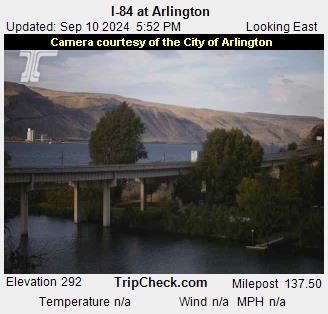 I-84 at Arlington
Updated: Sep 10 2024 5:52 PM Looking East
Camera courtesy of the City of Arlington
Elevation 292 TripCheck.com Milepost 137.50
Temperature n/a Wind n/a MPH n/a